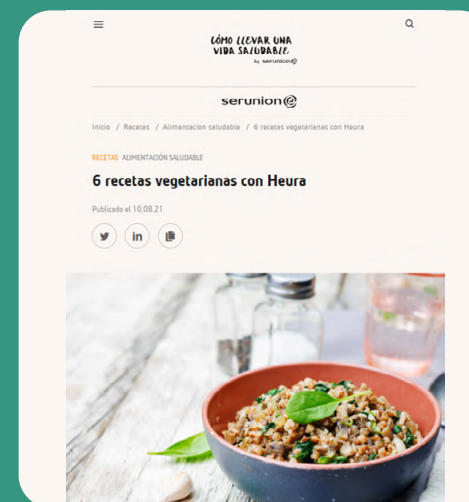 CÓMO LLEVAR UNA
VIDA SALUDABLE
by serunion
serunion
Inicio / Recetas / Alimentacion saludable / 6 recetas vegetarianas con Heura
RECETAS ALIMENTACIÓN SALUDABLE
6 recetas vegetarianas con Heura
Publicado el 10.08.21